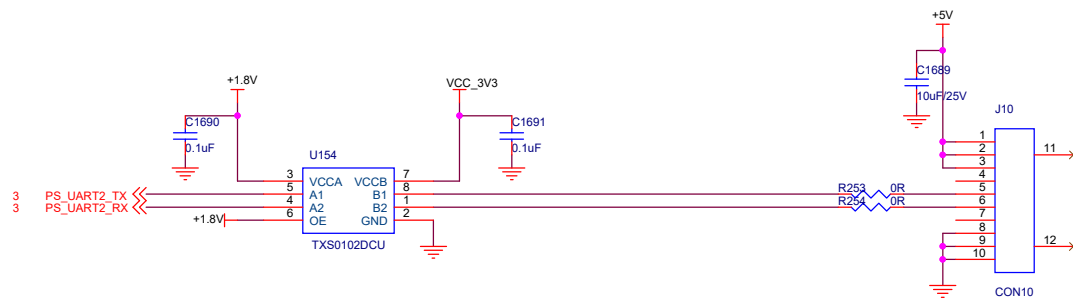 +5V
+1.8V
VCC_3V3
C1689
10uF/25V
C1690
0.1uF
C1691
0.1uF
J10
U154
1
2
3
4
5
6
7
8
9
10
11
12
3 VCCA VCCB 7
3 PS_UART2_TX 5 A1 B1 8
3 PS_UART2_RX 4 A2 B2 1
+1.8V 6 OE GND 2
R253 0R
R254 0R
TXS0102DCU
CON10